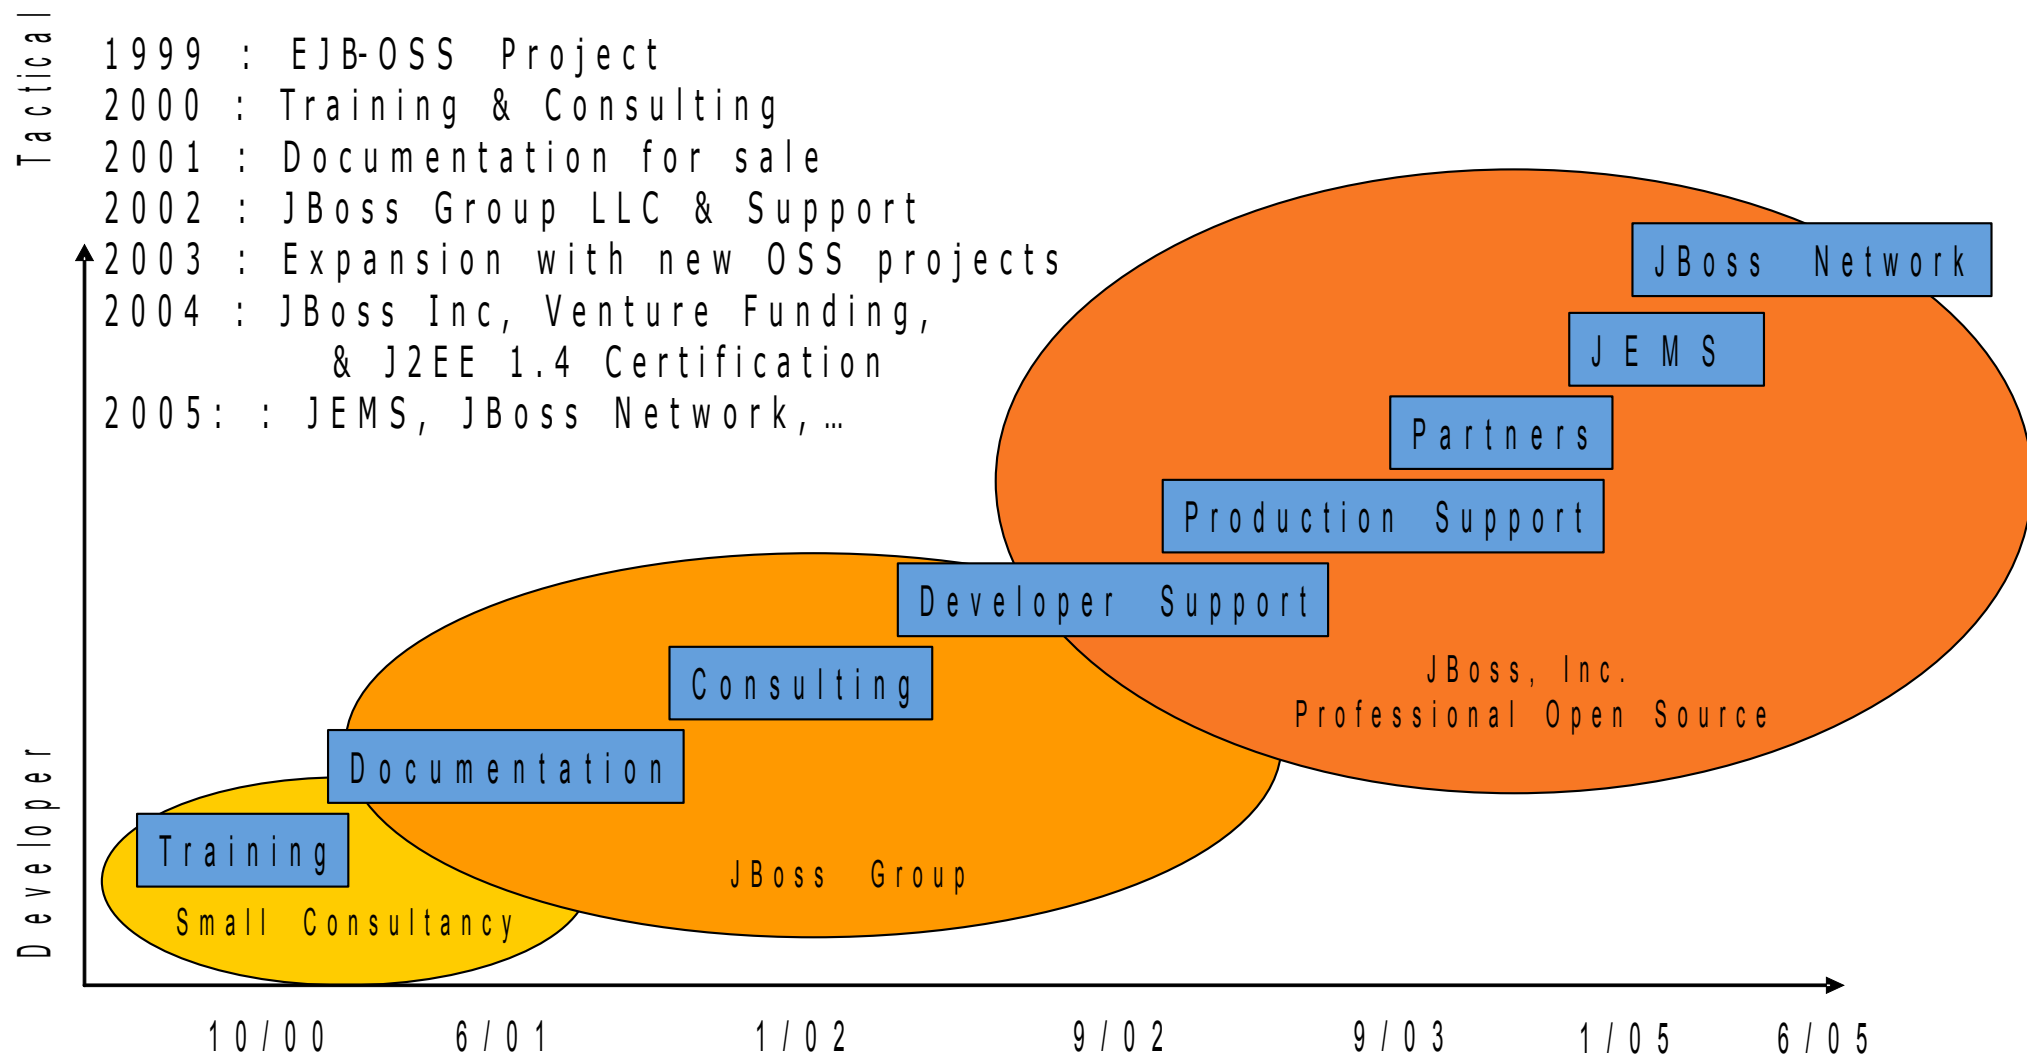 Tactical
1999 : EJB-OSS Project
2000 : Training & Consulting
2001 : Documentation for sale
2002 : JBoss Group LLC & Support
2003 : Expansion with new OSS projects
2004 : JBoss Inc, Venture Funding,
& J2EE 1.4 Certification
2005: : JEMS, JBoss Network,…
JBoss Network
JEMS
Partners
Production Support
Developer Support
JBoss, Inc.
Professional Open Source
Consulting
Documentation
Training
JBoss Group
Small Consultancy
Developer
10/00 6/01 1/02 9/02 9/03 1/05 6/05